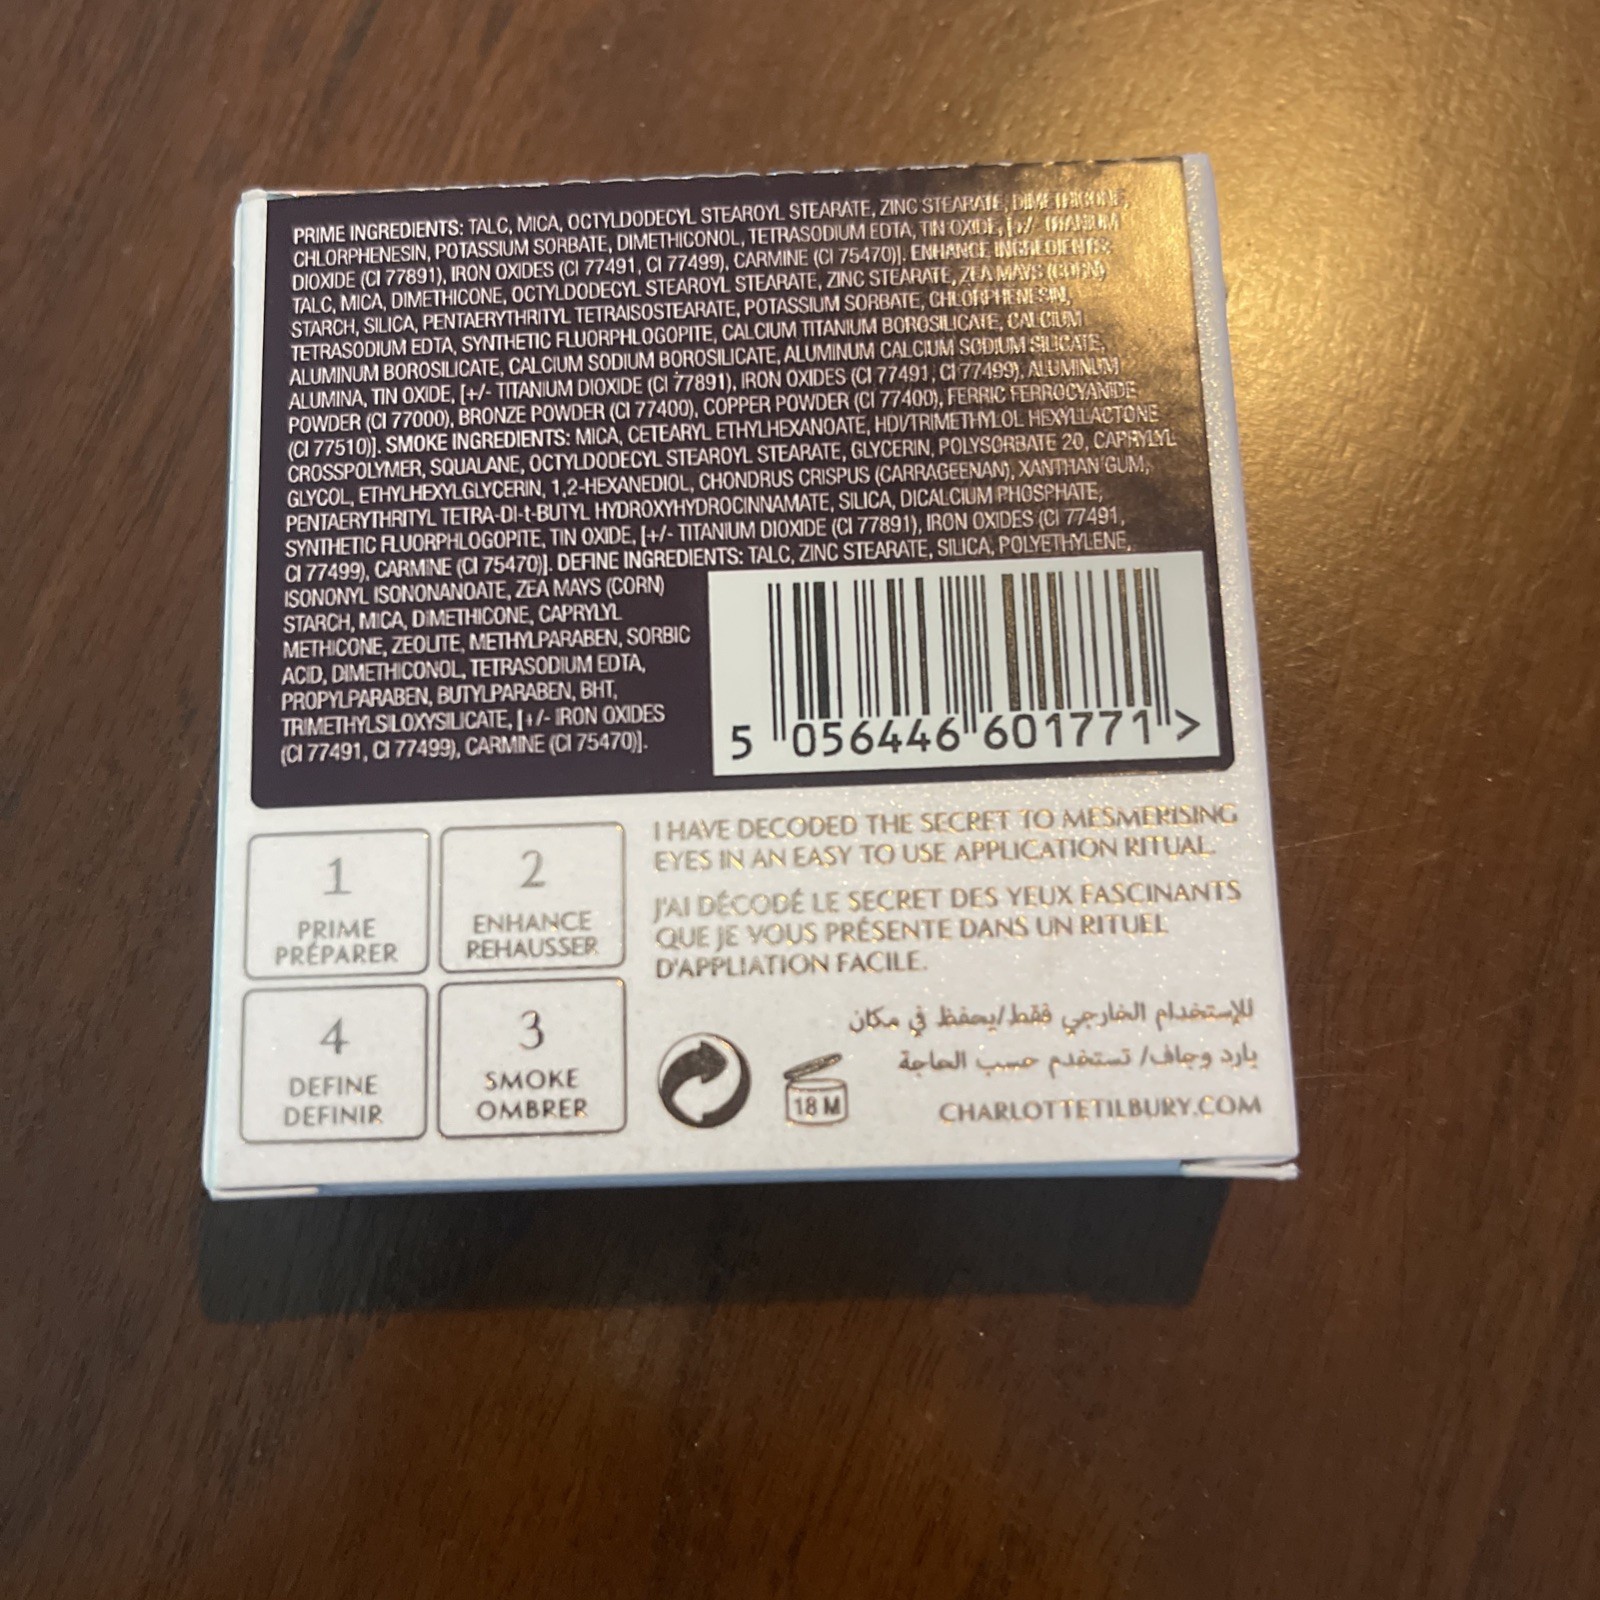 PRIME INGREDIENTS: TALC, MICA, OCTYLDODECYL STEAROYL STEARATE, ZINC STEARATE, DIMETHICONE,
CHLORPHENESIN, POTASSIUM SORBATE, DIMETHICONOL, TETRASODIUM EDTA, TIN OXIDE, [+/- TITANIUM
DIOXIDE (CI 77891), IRON OXIDES (CI 77491, CI 77499), CARMINE (CI 75470)]. ENHANCE INGREDIENTS:
TALC, MICA, DIMETHICONE, OCTYLDODECYL STEAROYL STEARATE, ZINC STEARATE, ZEA MAYS (CORN)
STARCH, SILICA, PENTAERYTHRITYL TETRAISOSTEARATE, POTASSIUM SORBATE, CHLORPHENESIN,
TETRASODIUM EDTA, SYNTHETIC FLUORPHLOGOPITE, CALCIUM TITANIUM BOROSILICATE, CALCIUM
ALUMINUM BOROSILICATE, CALCIUM SODIUM BOROSILICATE, ALUMINUM CALCIUM SODIUM SILICATE,
ALUMINA, TIN OXIDE, [+/- TITANIUM DIOXIDE (CI 77891), IRON OXIDES (CI 77491, CI 77499), ALUMINUM
POWDER (CI 77000), BRONZE POWDER (CI 77400), COPPER POWDER (CI 77400), FERRIC FERROCYANIDE
(CI 77510)]. SMOKE INGREDIENTS: MICA, CETEARYL ETHYLHEXANOATE, HDI/TRIMETHYLOL HEXYLLACTONE
CROSSPOLYMER, SQUALANE, OCTYLDODECYL STEAROYL STEARATE, GLYCERIN, POLYSORBATE 20, CAPRYLYL
GLYCOL, ETHYLHEXYLGLYCERIN, 1,2-HEXANEDIOL, CHONDRUS CRISPUS (CARRAGEENAN), XANTHAN GUM,
PENTAERYTHRITYL TETRA-DI-t-BUTYL HYDROXYHYDROCINNAMATE, SILICA, DICALCIUM PHOSPHATE,
SYNTHETIC FLUORPHLOGOPITE, TIN OXIDE, [+/- TITANIUM DIOXIDE (CI 77891), IRON OXIDES (CI 77491,
CI 77499), CARMINE (CI 75470)]. DEFINE INGREDIENTS: TALC, ZINC STEARATE, SILICA, POLYETHYLENE,
ISONONYL ISONONANOATE, ZEA MAYS (CORN)
STARCH, MICA, DIMETHICONE, CAPRYLYL
METHICONE, ZEOLITE, METHYLPARABEN, SORBIC
ACID, DIMETHICONOL, TETRASODIUM EDTA,
PROPYLPARABEN, BUTYLPARABEN, BHT,
TRIMETHYLSILOXYSILICATE, [+/- IRON OXIDES
(CI 77491, CI 77499), CARMINE (CI 75470)].
5 056446 601771 >
1
PRIME
PRÉPARER
2
ENHANCE
REHAUSSER
4
DEFINE
DEFINIR
3
SMOKE
OMBRER
I HAVE DECODED THE SECRET TO MESMERISING
EYES IN AN EASY TO USE APPLICATION RITUAL.
J'AI DÉCODÉ LE SECRET DES YEUX FASCINANTS
QUE JE VOUS PRÉSENTE DANS UN RITUEL
D'APPLIATION FACILE.
للإستخدام الخارجي فقط/يحفظ في مكان
بارد وجاف/ تستخدم حسب الحاجة
18 M
CHARLOTTETILBURY.COM